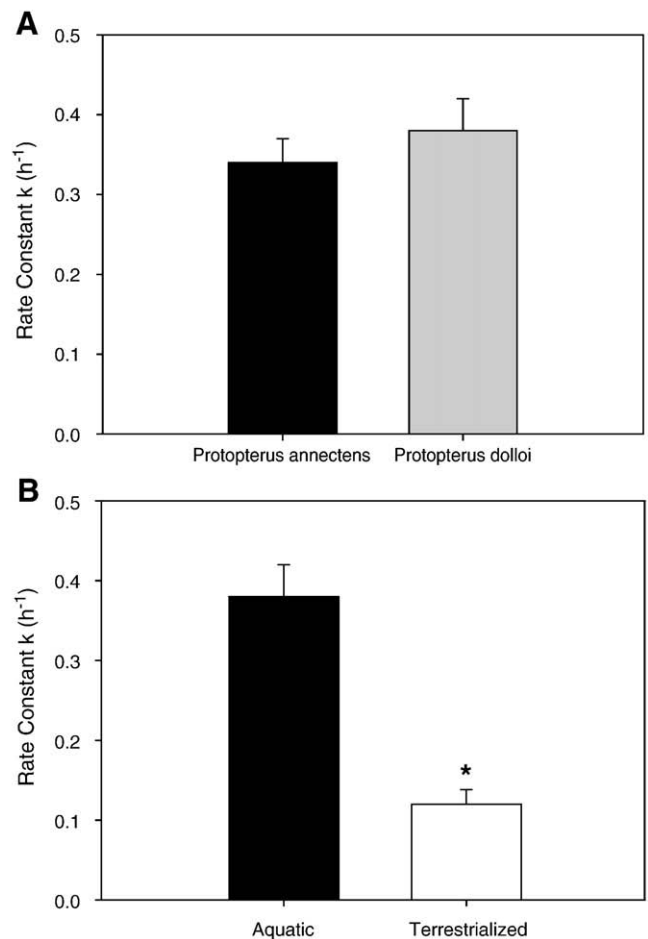 A
0.5
0.4
0.3
0.2
0.1
0.0
Rate Constant k (h⁻¹)
Protopterus annectens Protopterus dolloi
B
0.5
0.4
0.3
0.2
0.1
0.0
Rate Constant k (h⁻¹)
*
Aquatic Terrestrialized